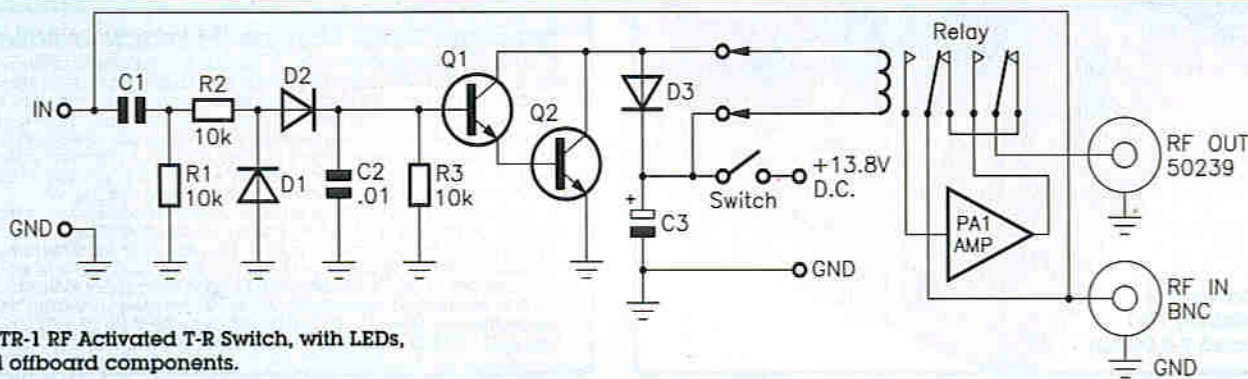 Relay
Q1
C1
R2
D2
Q2
D3
IN
10k
+13.8V
D.C.
RF OUT
50239
R1
10k
D1
C2
.01
R3
10k
+
Switch
C3
PA1
AMP
GND
GND
RF IN
BNC
TR-1 RF Activated T-R Switch, with LEDs,
offboard components.
GND